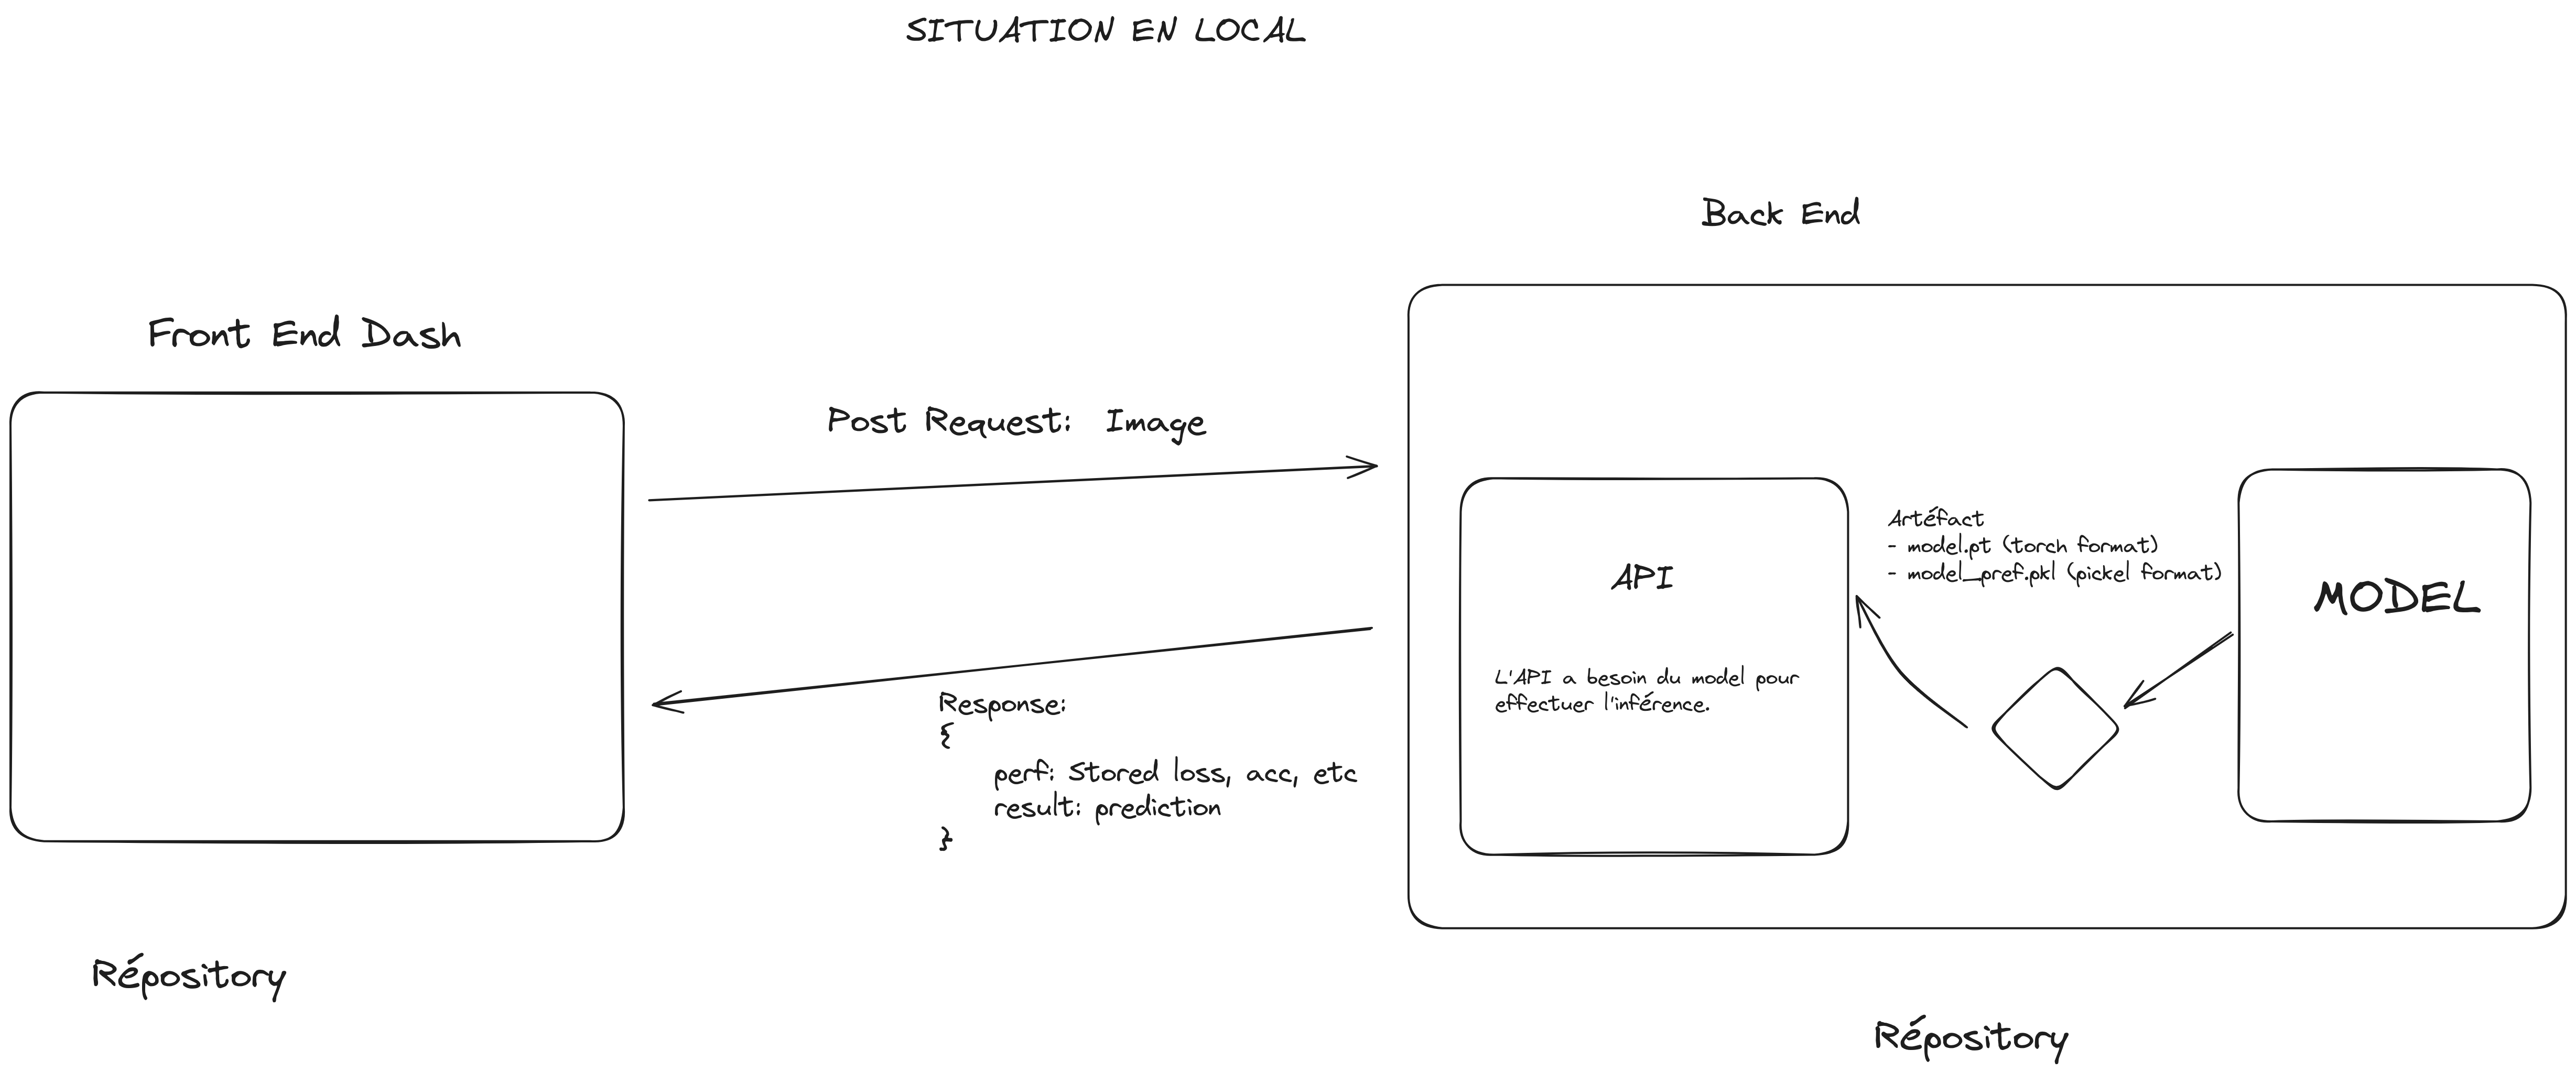 SITUATION EN LOCAL
Back End
Front End Dash
Post Request:  Image
Artéfact
- model.pt (torch format)
- model_pref.pkl (pickel format)
API
MODEL
L'API a besoin du model pour
effectuer l'inférence.
Response:
{
perf: Stored loss, acc, etc
result: prediction
}
Répository
Répository